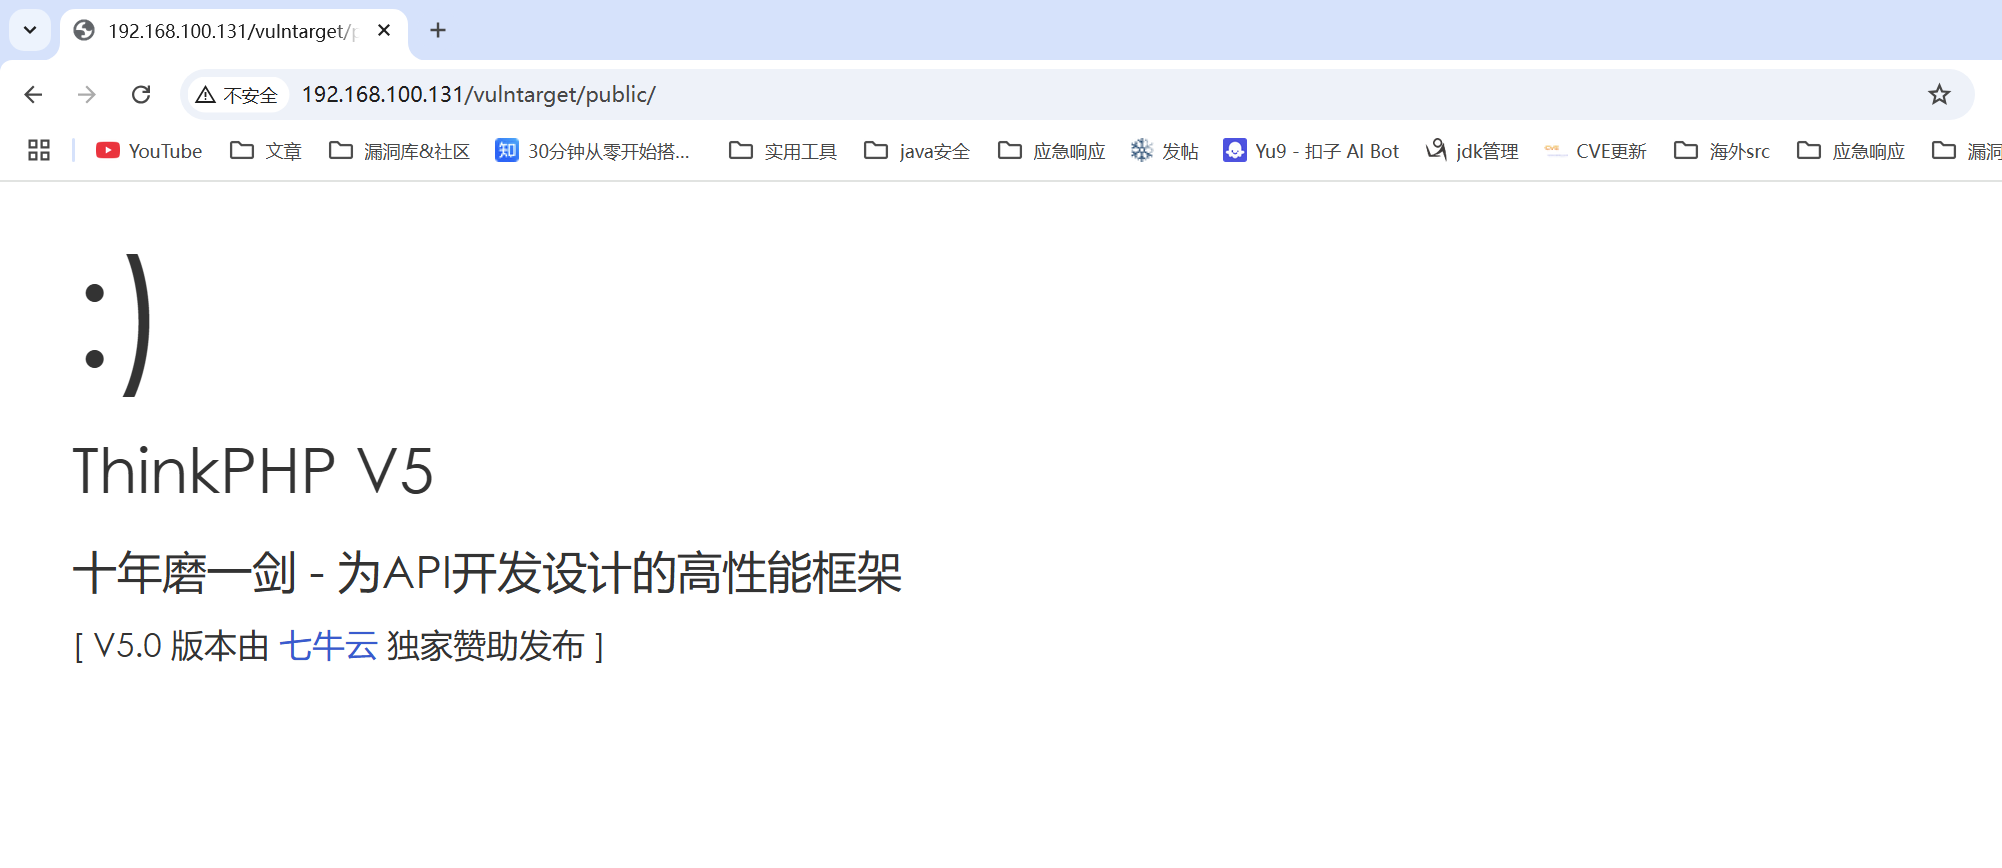 192.168.100.131/vulntarget/p
不安全 192.168.100.131/vulntarget/public/
YouTube 文章 漏洞库&社区 知 30分钟从零开始搭... 实用工具 java安全 应急响应 发帖 Yu9 - 扣子 AI Bot jdk管理 CVE CVE更新 海外src 应急响应 漏洞
:)
ThinkPHP V5
十年磨一剑 - 为API开发设计的高性能框架
[ V5.0 版本由 七牛云 独家赞助发布 ]